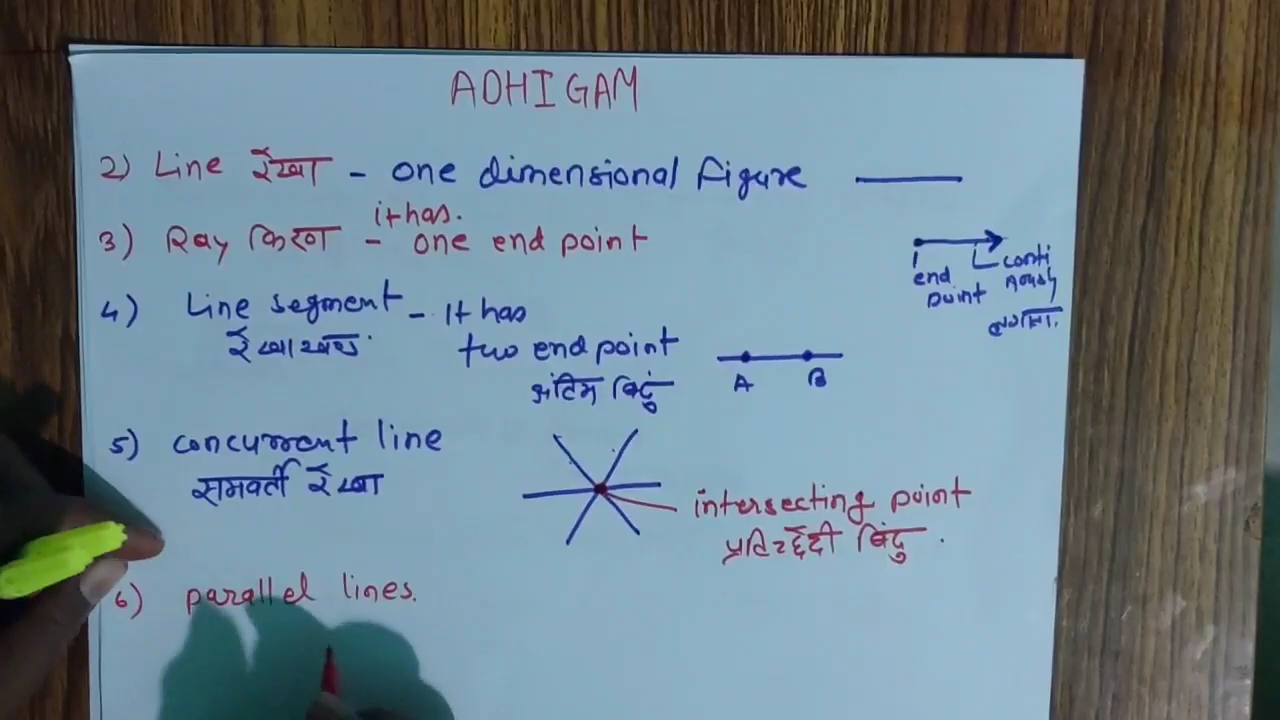 ADHIGAM
2) Line रेखा - one dimensional Figure
it has.
3) Ray किरण - one end point
end point
conti
4) Line segment - It has
रेखाखंड
two end point
अंतिम बिंदु
A B
5) concurrent line
समवर्ती रेखा
intersecting point
प्रतिच्छेदी बिंदु .
6) parallel lines.